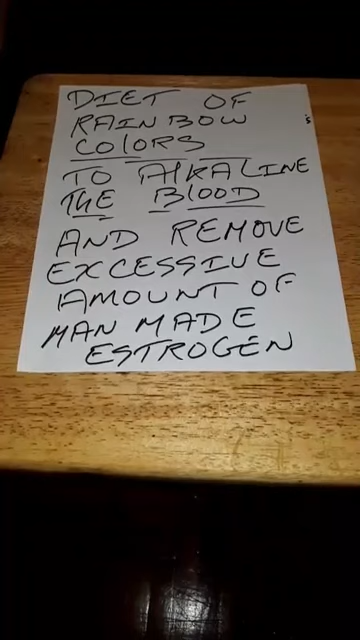 DIET OF
RAINBOW
COLORS
TO ALKALINE
THE BLOOD
AND REMOVE
EXCESSIVE
AMOUNT OF
MAN MADE
ESTROGEN